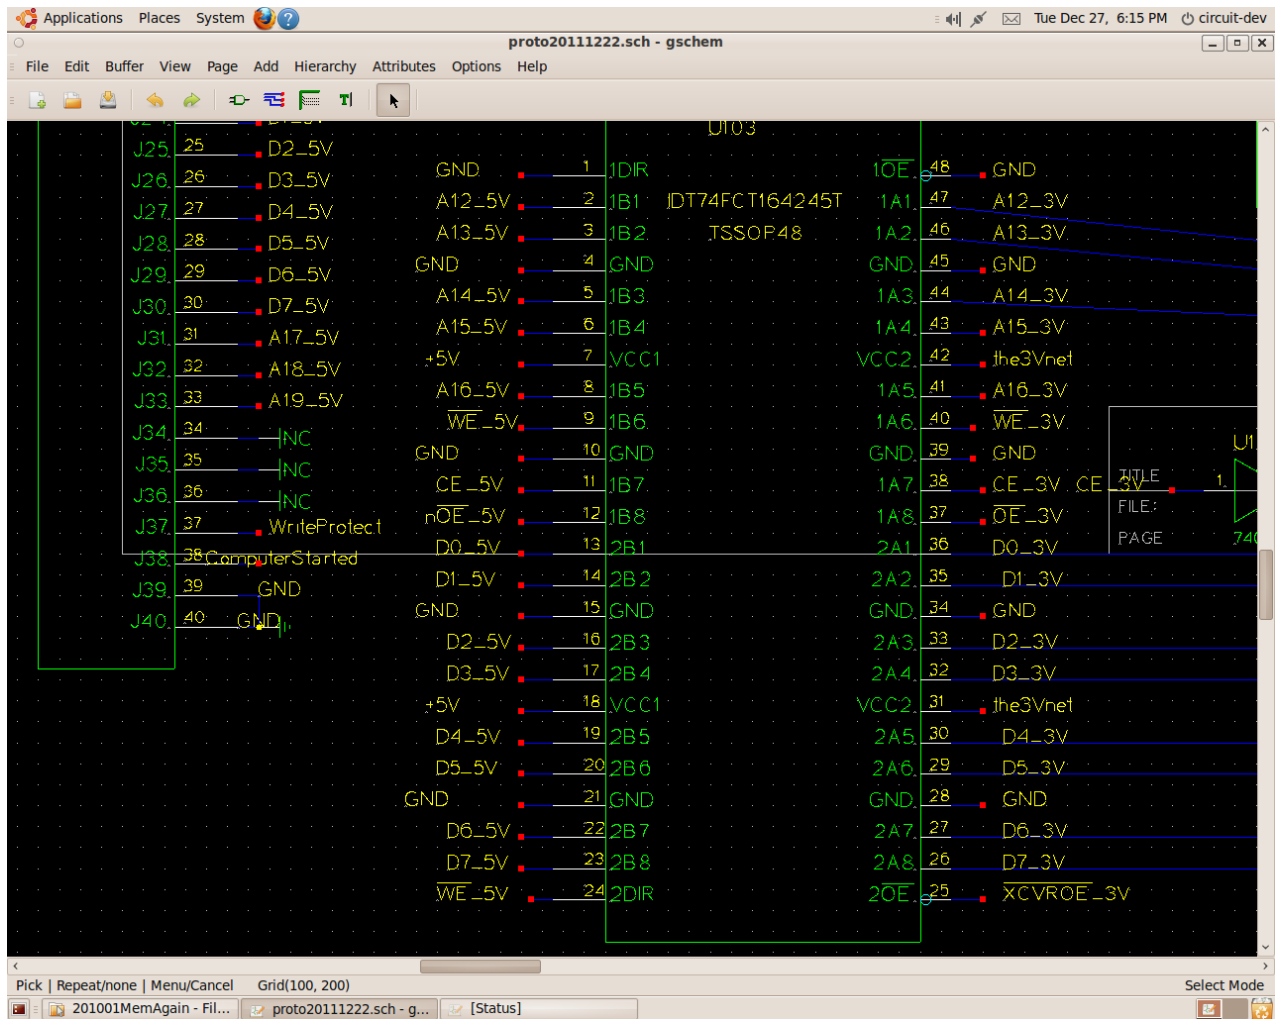 Applications Places System Tue Dec 27, 6:15 PM circuit-dev
proto20111222.sch - gschem
File Edit Buffer View Page Add Hierarchy Attributes Options Help
U103
J25 25 D2_5V
J26 26 D3_5V
J27 27 D4_5V
J28 28 D5_5V
J29 29 D6_5V
J30 30 D7_5V
J31 31 A17_5V
J32 32 A18_5V
J33 33 A19_5V
J34 34 NC
J35 35 NC
J36 36 NC
J37 37 WriteProtect
J38 38 ComputerStarted
J39 39 GND
J40 40 GND
IDT74FCT164245T
TSSOP48
GND 1 1DIR 1OE 48 GND
A12_5V 2 1B1 1A1 47 A12_3V
A13_5V 3 1B2 1A2 46 A13_3V
GND 4 GND GND 45 GND
A14_5V 5 1B3 1A3 44 A14_3V
A15_5V 6 1B4 1A4 43 A15_3V
+5V 7 VCC1 VCC2 42 the3Vnet
A16_5V 8 1B5 1A5 41 A16_3V
WE_5V 9 1B6 1A6 40 WE_3V
GND 10 GND GND 39 GND
CE_5V 11 1B7 1A7 38 CE_3V CE_3V 1
nOE_5V 12 1B8 1A8 37 OE_3V
D0_5V 13 2B1 2A1 36 D0_3V
D1_5V 14 2B2 2A2 35 D1_3V
GND 15 GND GND 34 GND
D2_5V 16 2B3 2A3 33 D2_3V
D3_5V 17 2B4 2A4 32 D3_3V
+5V 18 VCC1 VCC2 31 the3Vnet
D4_5V 19 2B5 2A5 30 D4_3V
D5_5V 20 2B6 2A6 29 D5_3V
GND 21 GND GND 28 GND
D6_5V 22 2B7 2A7 27 D6_3V
D7_5V 23 2B8 2A8 26 D7_3V
WE_5V 24 2DIR 2OE 25 XCVROE_3V
TITLE
FILE:
PAGE
U1
740
Pick | Repeat/none | Menu/Cancel Grid(100, 200) Select Mode
201001MemAgain - Fil... proto20111222.sch - g... [Status]